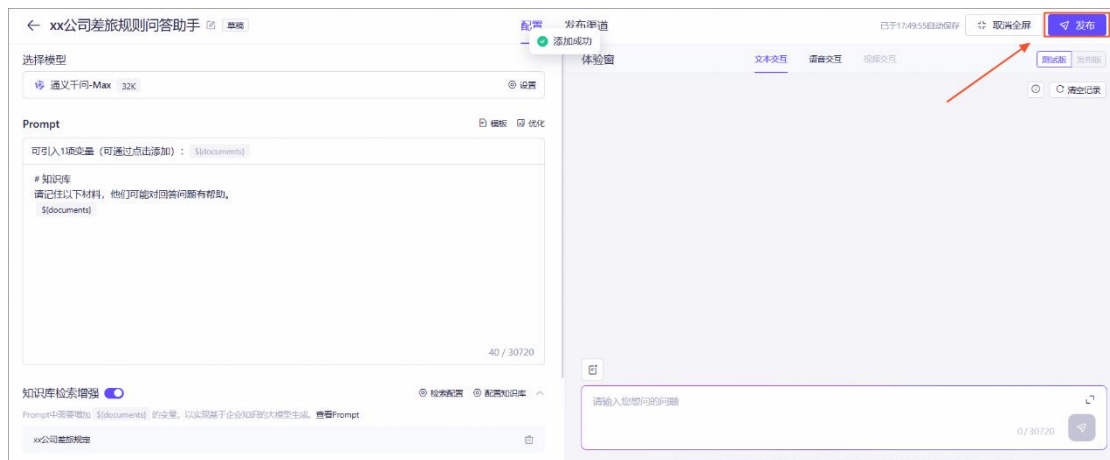 xx公司差旅规则问答助手 草稿
配置 发布渠道
已于17:49:55自动保存 取消全屏 发布
添加成功
选择模型
通义千问-Max 32K 设置
Prompt 模板 优化
可引入1项变量（可通过点击添加）： ${documents}
# 知识库
请记住以下材料，他们可能对回答问题有帮助。
${documents}
40 / 30720
知识库检索增强 检索配置 配置知识库
Prompt中需要增加 ${documents} 的变量，以实现基于企业知识的大模型生成。查看Prompt
xx公司差旅规定
体验窗 文本交互 语音交互 视频交互 测试版 发布版
清空记录
请输入您想问的问题
0/30720